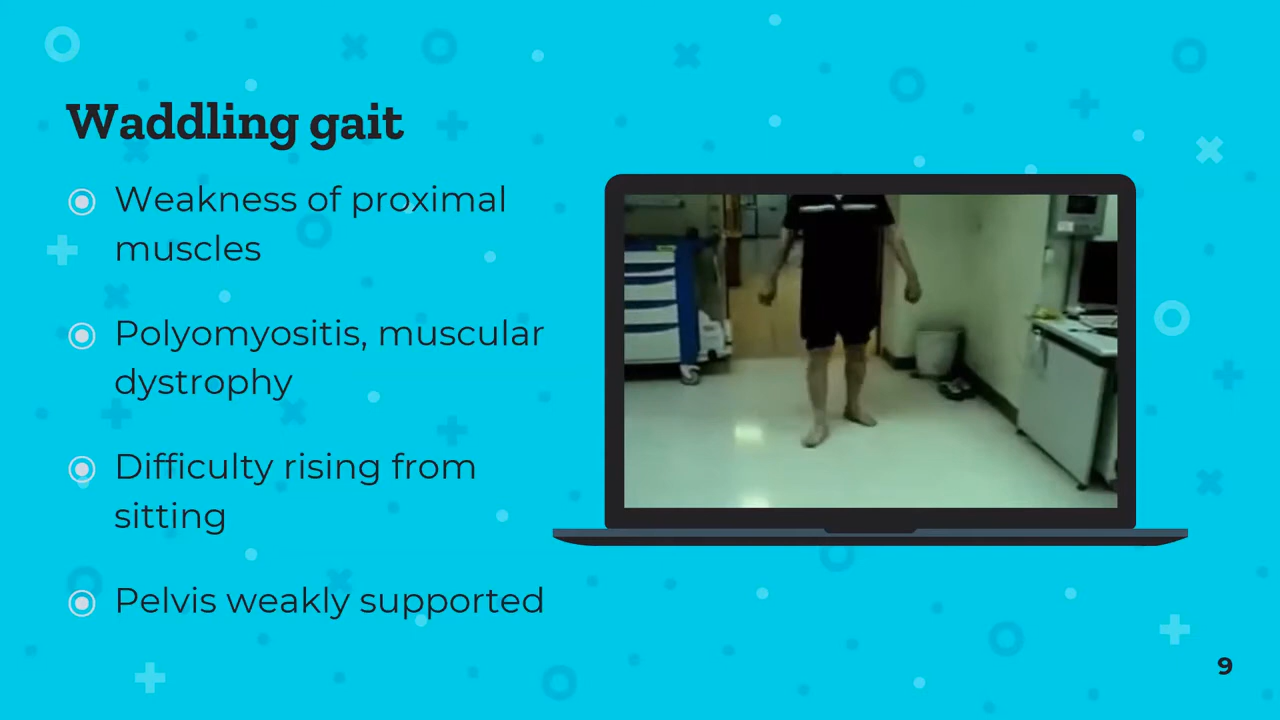 Waddling gait
Weakness of proximal
muscles
Polyomyositis, muscular
dystrophy
Difficulty rising from
sitting
Pelvis weakly supported
9